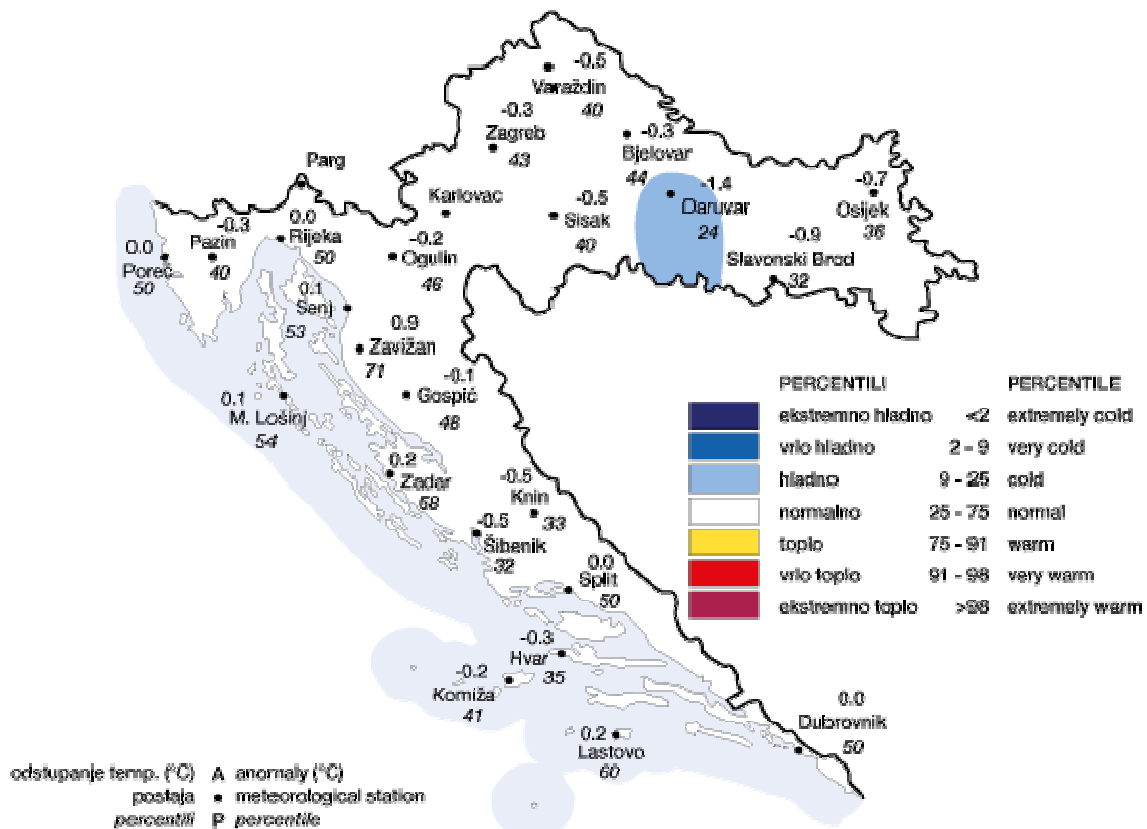 -0.5
Varaždin
40
-0.3
Zagreb
43
-0.3
Bjelovar
44
Parg
Karlovac
-1.4
Daruvar
24
-0.7
Osijek
36
-0.5
Sisak
40
-0.9
Slavonski Brod
32
0.0
Poreč
50
-0.3
Pazin
40
0.0
Rijeka
50
-0.2
Ogulin
46
0.1
Senj
53
0.9
Zavižan
71
-0.1
Gospić
48
0.1
M. Lošinj
54
0.2
Zadar
58
-0.5
Knin
33
-0.5
Šibenik
32
0.0
Split
50
-0.3
Hvar
35
-0.2
Komiža
41
0.2
Lastovo
60
0.0
Dubrovnik
50
PERCENTILI PERCENTILE
ekstremno hladno <2 extremely cold
vrlo hladno 2 - 9 very cold
hladno 9 - 25 cold
normalno 25 - 75 normal
toplo 75 - 91 warm
vrlo toplo 91 - 98 very warm
ekstremno toplo >98 extremely warm
odstupanje temp. (°C) A anomaly (°C)
postaja • meteorological station
percentili P percentile